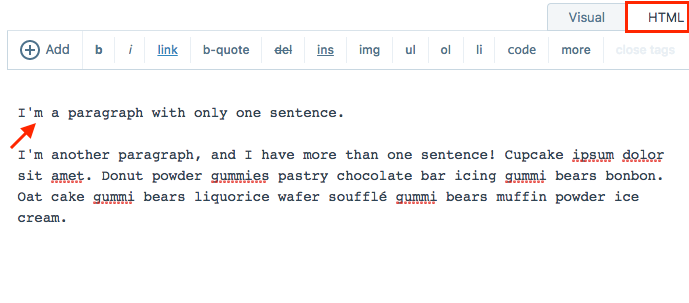 Visual HTML
Add b i link b-quote del ins img ul ol li code more close tags
I'm a paragraph with only one sentence.
I'm another paragraph, and I have more than one sentence! Cupcake ipsum dolor
sit amet. Donut powder gummies pastry chocolate bar icing gummi bears bonbon.
Oat cake gummi bears liquorice wafer soufflé gummi bears muffin powder ice
cream.